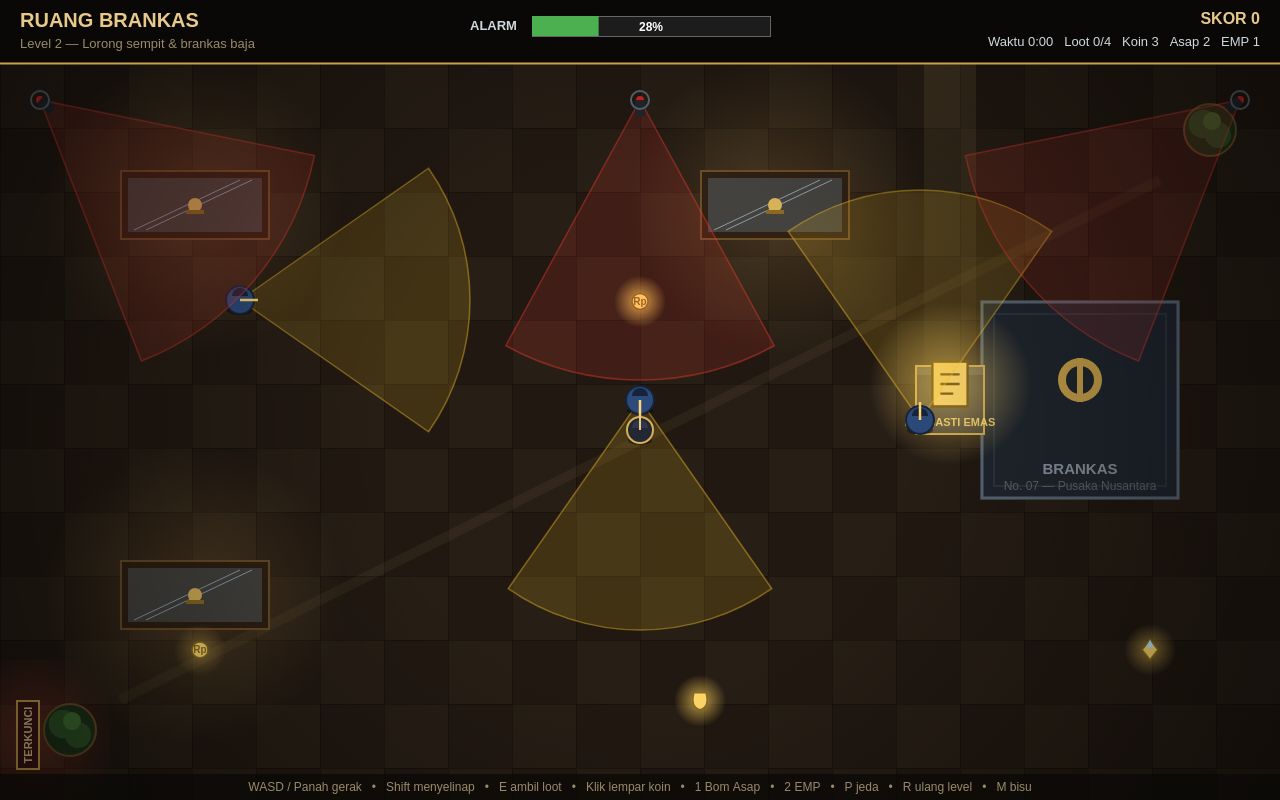 RUANG BRANKAS
Level 2 — Lorong sempit & brankas baja
ALARM
28%
SKOR 0
Waktu 0:00 Loot 0/4 Koin 3 Asap 2 EMP 1
Rp
ASTI EMAS
BRANKAS
No. 07 — Pusaka Nusantara
Rp
TERKUNCI
WASD / Panah gerak • Shift menyelinap • E ambil loot • Klik lempar koin • 1 Bom Asap • 2 EMP • P jeda • R ulang level • M bisu